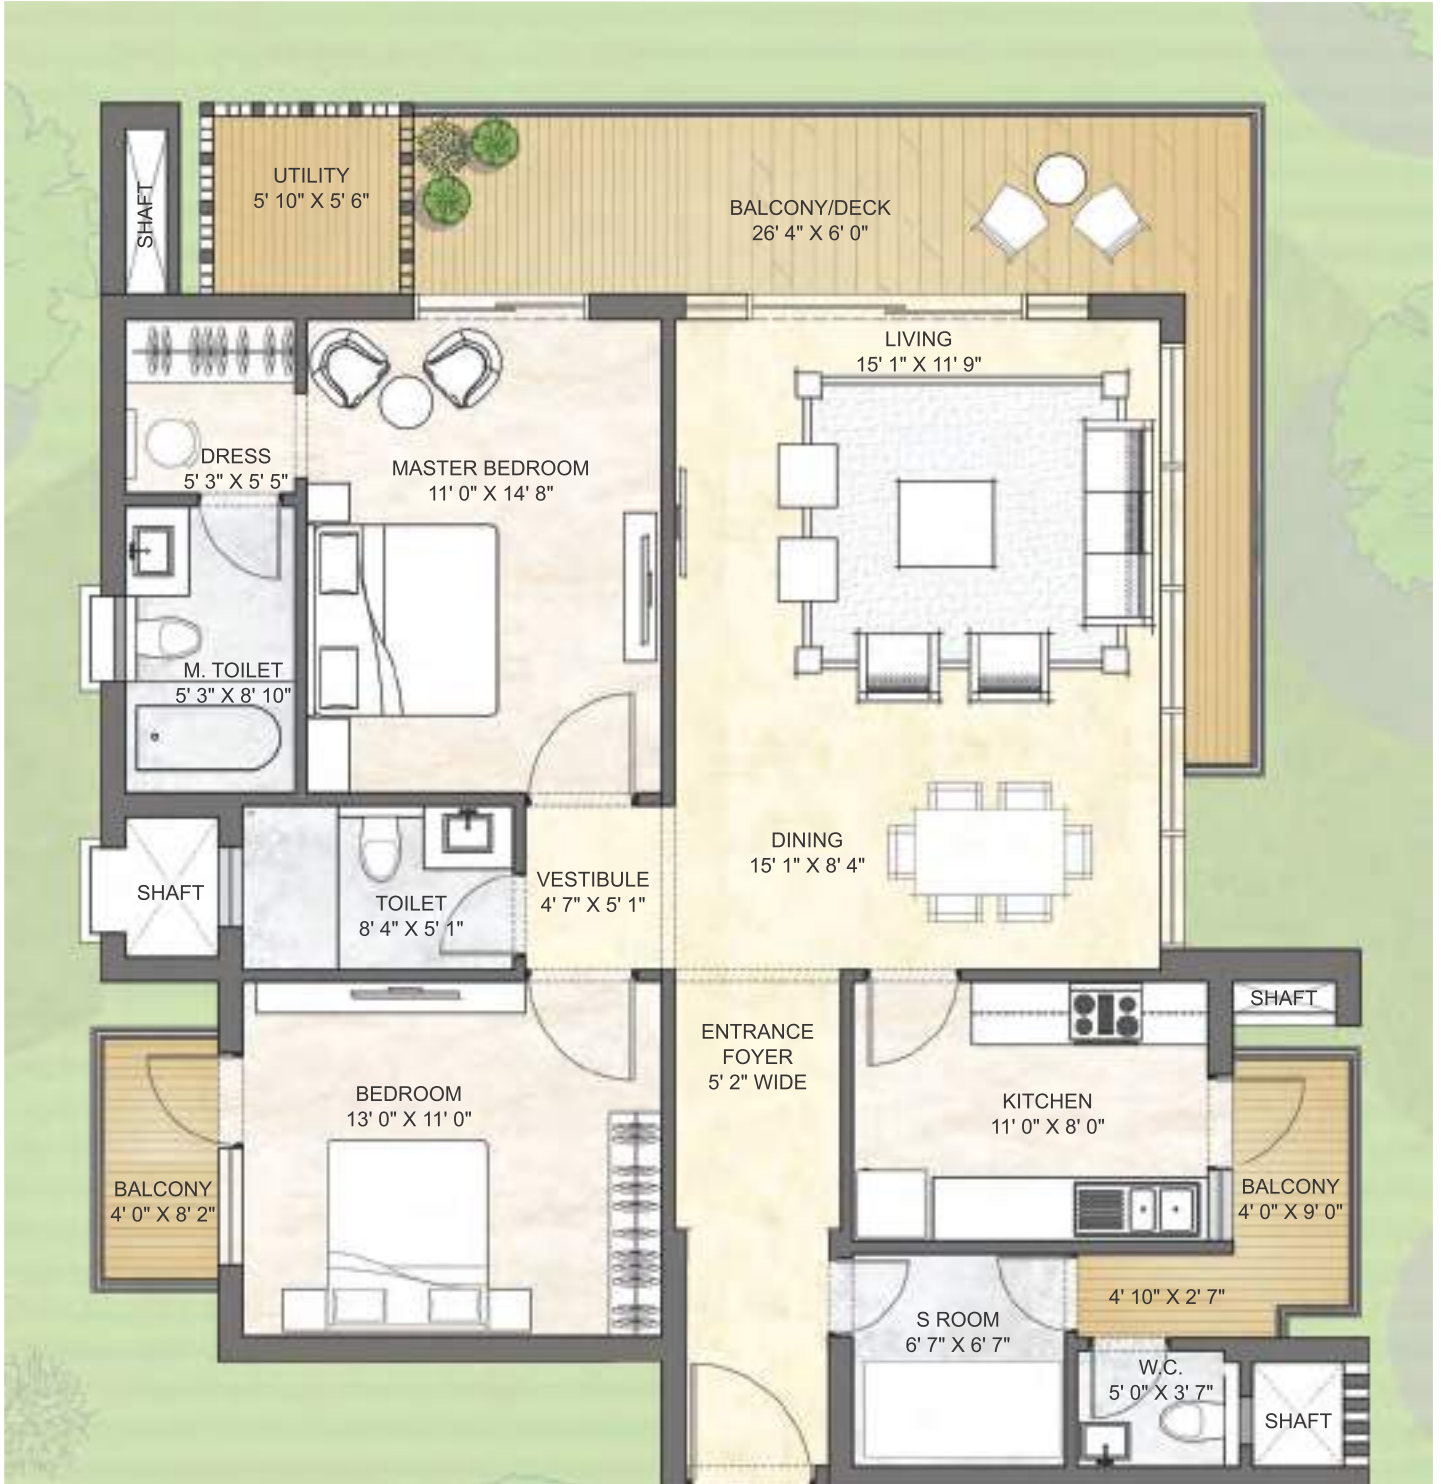 SHAFT
UTILITY
5' 10" X 5' 6"
BALCONY/DECK
26' 4" X 6' 0"
LIVING
15' 1" X 11' 9"
DRESS
5' 3" X 5' 5"
MASTER BEDROOM
11' 0" X 14' 8"
M. TOILET
5' 3" X 8' 10"
DINING
15' 1" X 8' 4"
SHAFT
TOILET
8' 4" X 5' 1"
VESTIBULE
4' 7" X 5' 1"
SHAFT
ENTRANCE
FOYER
5' 2" WIDE
BEDROOM
13' 0" X 11' 0"
KITCHEN
11' 0" X 8' 0"
BALCONY
4' 0" X 8' 2"
BALCONY
4' 0" X 9' 0"
4' 10" X 2' 7"
S ROOM
6' 7" X 6' 7"
W.C.
5' 0" X 3' 7"
SHAFT